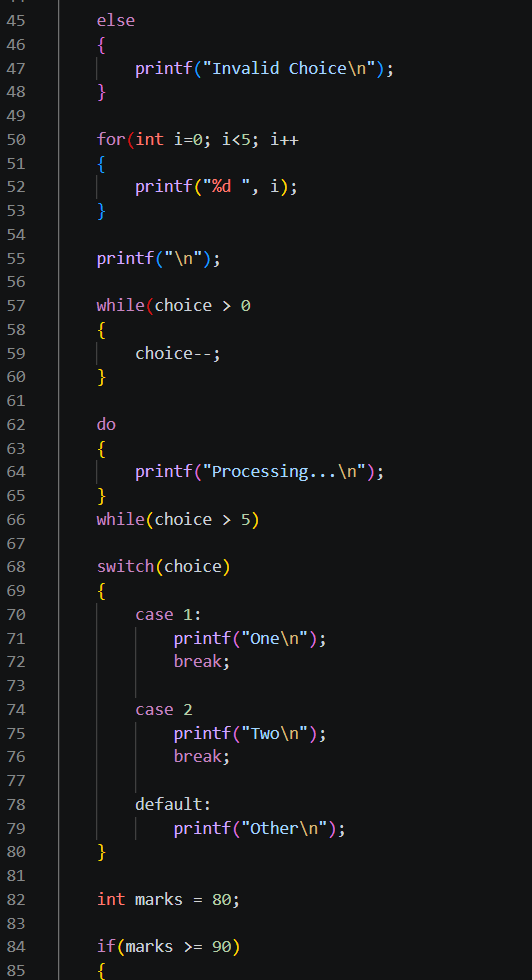 45 else
46 {
47 printf("Invalid Choice\n");
48 }
49
50 for(int i=0; i<5; i++
51 {
52 printf("%d ", i);
53 }
54
55 printf("\n");
56
57 while(choice > 0
58 {
59 choice--;
60 }
61
62 do
63 {
64 printf("Processing...\n");
65 }
66 while(choice > 5)
67
68 switch(choice)
69 {
70 case 1:
71 printf("One\n");
72 break;
73
74 case 2
75 printf("Two\n");
76 break;
77
78 default:
79 printf("Other\n");
80 }
81
82 int marks = 80;
83
84 if(marks >= 90)
85 {